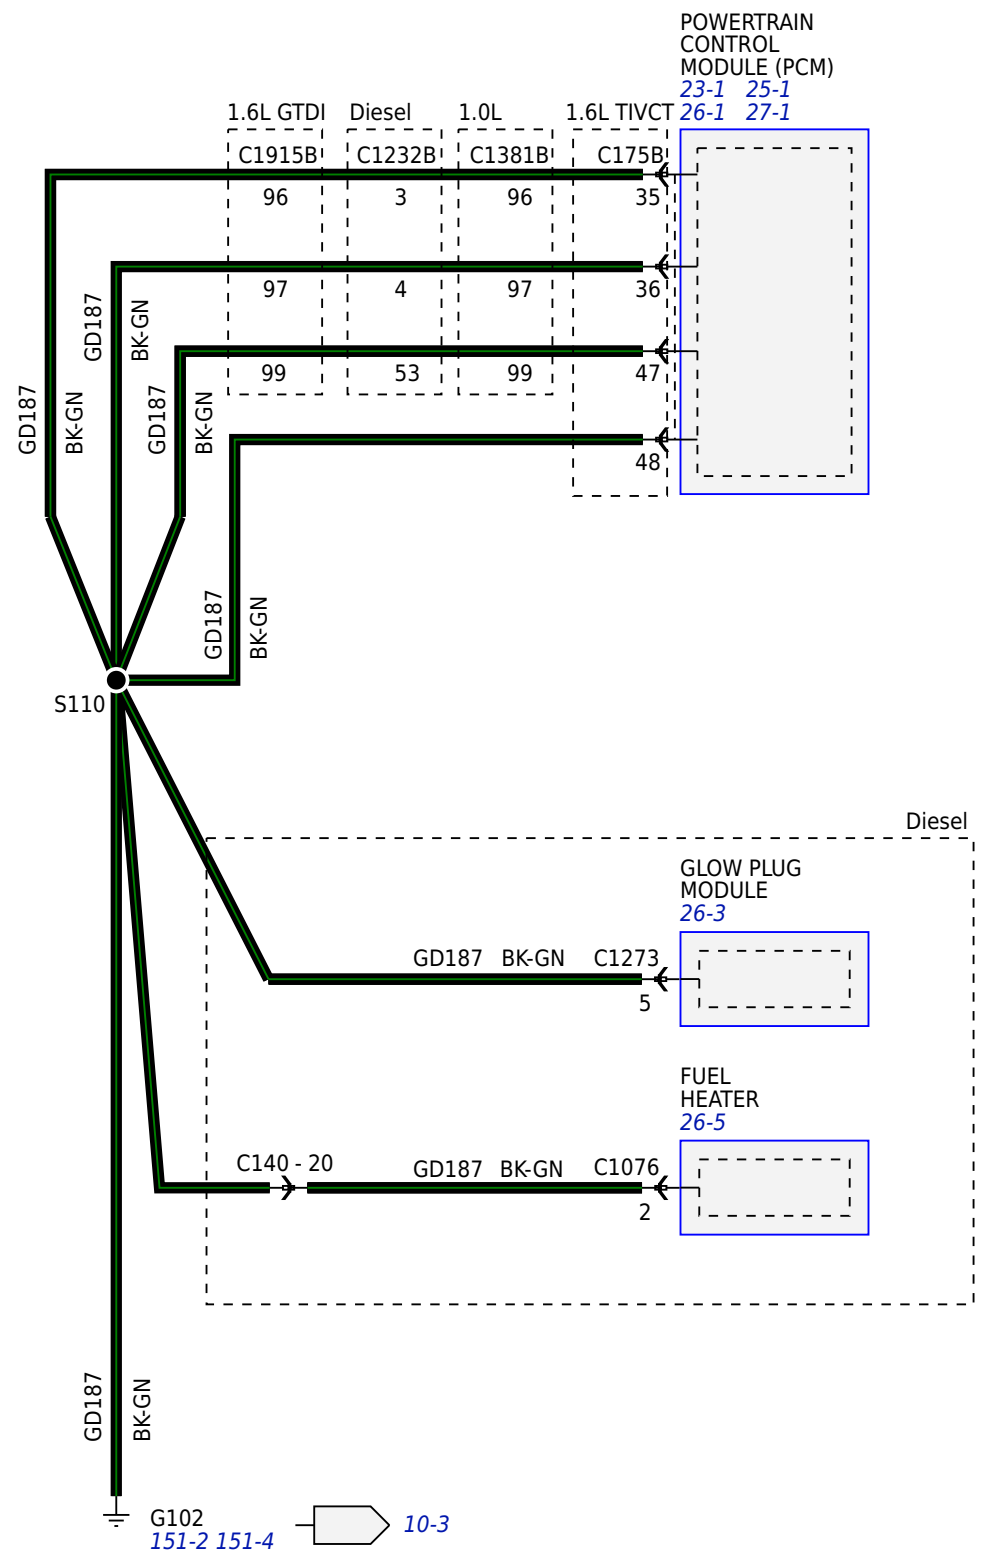 POWERTRAIN
CONTROL
MODULE (PCM)
23-1 25-1
26-1 27-1
1.6L GTDI Diesel 1.0L 1.6L TIVCT
C1915B C1232B C1381B C175B
96 3 96 35
97 4 97 36
99 53 99 47
48
GD187 BK-GN
GD187 BK-GN
GD187 BK-GN
GD187 BK-GN
S110
Diesel
GLOW PLUG
MODULE
26-3
GD187 BK-GN C1273
5
FUEL
HEATER
26-5
C140 - 20 GD187 BK-GN C1076
2
GD187 BK-GN
G102
151-2 151-4
10-3